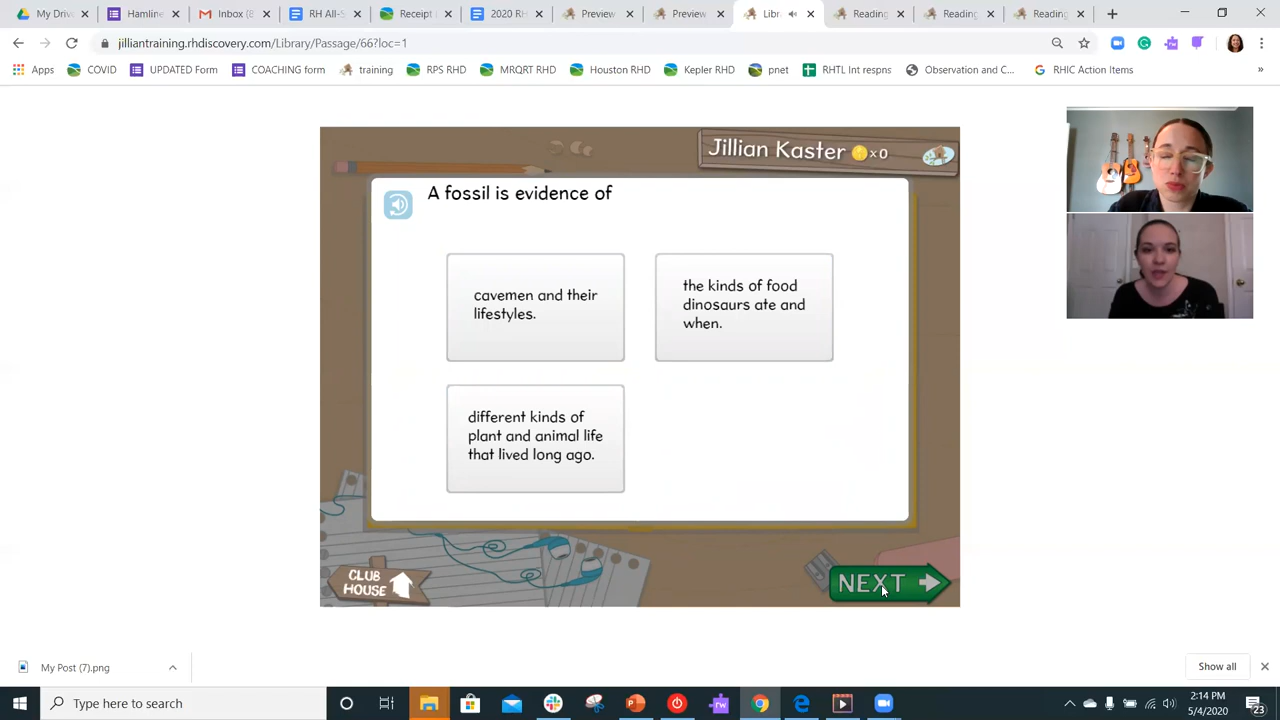 My Drive
Hamline
Inbox (8
RH All-S
Receipt
2020 RH
Preview
Preview
Libra
Reading
Reading
Reading
jilliantraining.rhdiscovery.com/Library/Passage/66?loc=1
Apps
COVID
UPDATED Form
COACHING form
training
RPS RHD
MRQRT RHD
Houston RHD
Kepler RHD
pnet
RHTL Int respns
Observation and C...
RHIC Action Items
»
Jillian Kaster ×0
A fossil is evidence of
cavemen and their
lifestyles.
the kinds of food
dinosaurs ate and
when.
different kinds of
plant and animal life
that lived long ago.
CLUB
HOUSE
NEXT
My Post (7).png
Show all
Type here to search
2:14 PM
5/4/2020
23